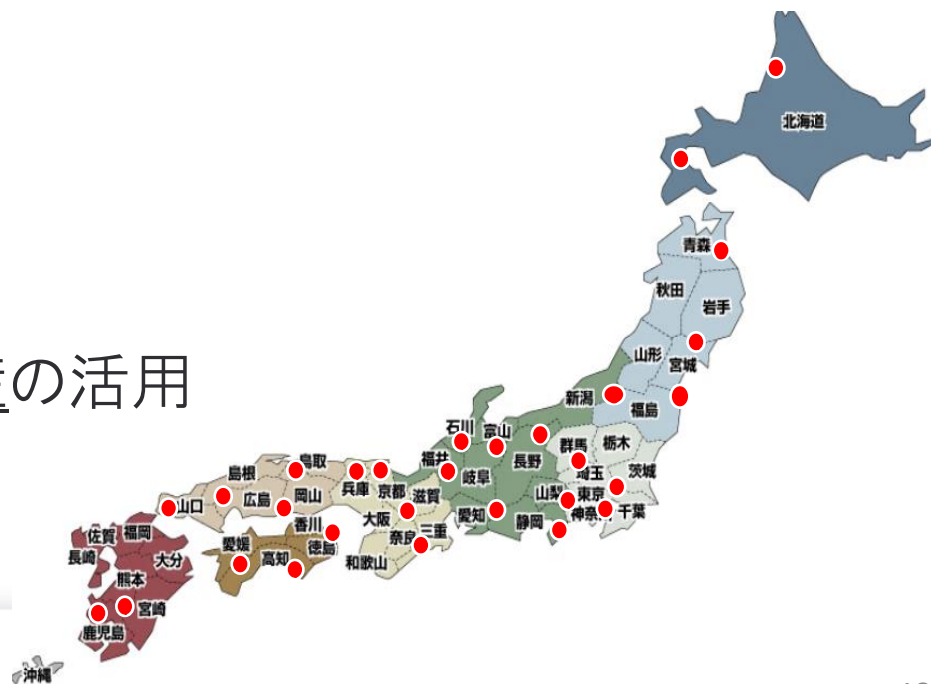 北海道
青森
秋田
岩手
山形
宮城
の活用
新潟
福島
石川
富山
群馬
栃木
福井
長野
茨城
鳥取
島根
岐阜
埼玉
兵庫
京都
滋賀
山梨
東京
広島
岡山
山口
愛知
静岡
千葉
大阪
香川
三重
奈良
佐賀
福岡
愛媛
高知
徳島
長崎
大分
和歌山
熊本
宮崎
鹿児島
沖縄